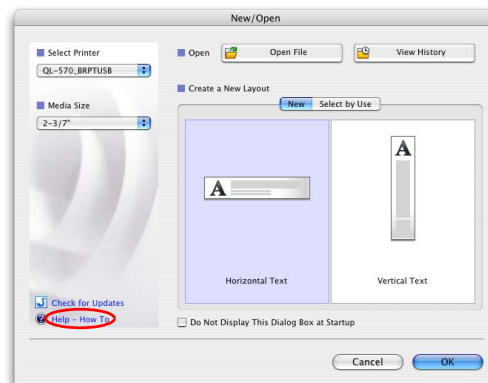 New/Open
Select Printer
QL-570_BRPTUSB
Media Size
2-3/7"
Check for Updates
Help - How To
Open
Open File
View History
Create a New Layout
New
Select by Use
A
Horizontal Text
A
Vertical Text
Do Not Display This Dialog Box at Startup
Cancel
OK